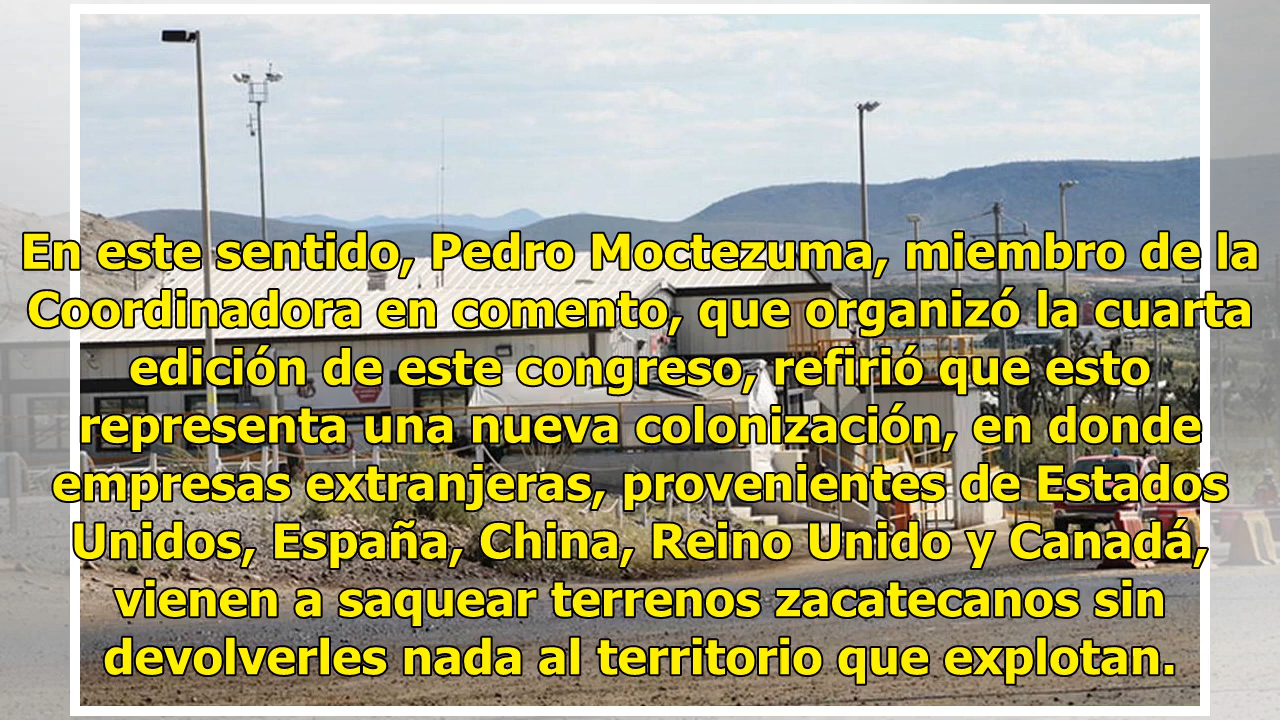 En este sentido, Pedro Moctezuma, miembro de la
Coordinadora en comento, que organizó la cuarta
edición de este congreso, refirió que esto
representa una nueva colonización, en donde
empresas extranjeras, provenientes de Estados
Unidos, España, China, Reino Unido y Canadá,
vienen a saquear terrenos zacatecanos sin
devolverles nada al territorio que explotan.